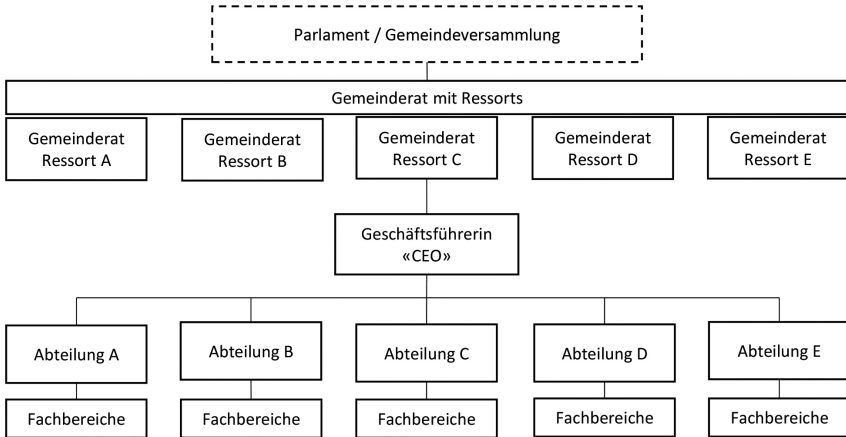 Parlament / Gemeindeversammlung
Gemeinderat mit Ressorts
Gemeinderat
Ressort A
Gemeinderat
Ressort B
Gemeinderat
Ressort C
Gemeinderat
Ressort D
Gemeinderat
Ressort E
Geschäftsführerin
«CEO»
Abteilung A
Abteilung B
Abteilung C
Abteilung D
Abteilung E
Fachbereiche
Fachbereiche
Fachbereiche
Fachbereiche
Fachbereiche